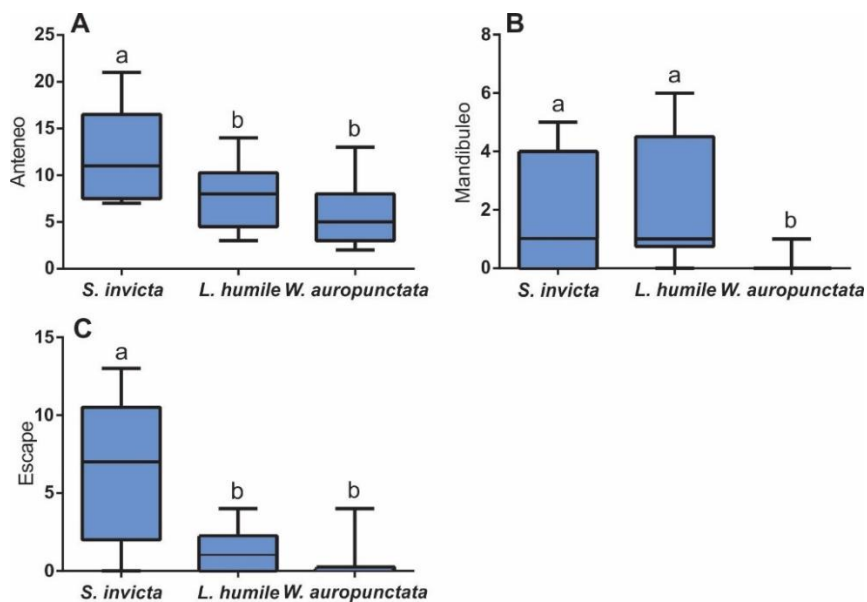 A
25
20
15
10
5
0
Anteneo
a
b
b
S. invicta L. humile W. auropunctata
B
8
6
4
2
0
Mandibuleo
a
a
b
S. invicta L. humile W. auropunctata
C
15
10
5
0
Escape
a
b
b
S. invicta L. humile W. auropunctata